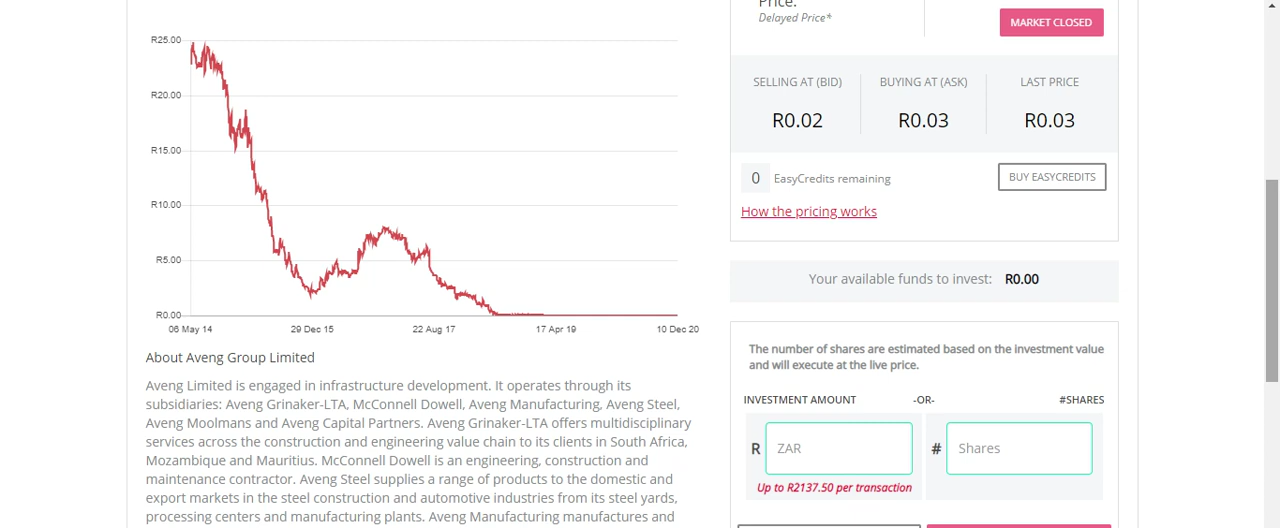 Price:
Delayed Price*
MARKET CLOSED
R25.00
R20.00
R15.00
R10.00
R5.00
R0.00
06 May 14 29 Dec 15 22 Aug 17 17 Apr 19 10 Dec 20
SELLING AT (BID) BUYING AT (ASK) LAST PRICE
R0.02 R0.03 R0.03
0 EasyCredits remaining BUY EASYCREDITS
How the pricing works
Your available funds to invest: R0.00
About Aveng Group Limited
Aveng Limited is engaged in infrastructure development. It operates through its
subsidiaries: Aveng Grinaker-LTA, McConnell Dowell, Aveng Manufacturing, Aveng Steel,
Aveng Moolmans and Aveng Capital Partners. Aveng Grinaker-LTA offers multidisciplinary
services across the construction and engineering value chain to its clients in South Africa,
Mozambique and Mauritius. McConnell Dowell is an engineering, construction and
maintenance contractor. Aveng Steel supplies a range of products to the domestic and
export markets in the steel construction and automotive industries from its steel yards,
processing centers and manufacturing plants. Aveng Manufacturing manufactures and
The number of shares are estimated based on the investment value
and will execute at the live price.
INVESTMENT AMOUNT -OR- #SHARES
R ZAR # Shares
Up to R2137.50 per transaction